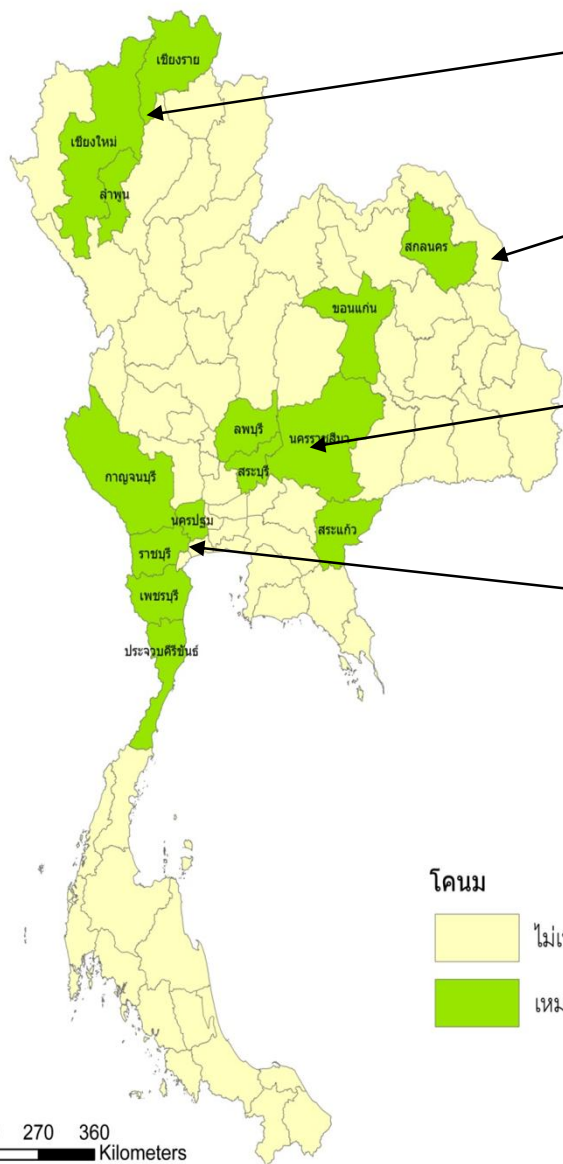 เชียงราย
เชียงใหม่
ลำพูน
สกลนคร
ขอนแก่น
ลพบุรี
นครราชสีมา
สระบุรี
กาญจนบุรี
นครปฐม
สระแก้ว
ราชบุรี
เพชรบุรี
ประจวบคีรีขันธ์
โคนม
270 360
Kilometers